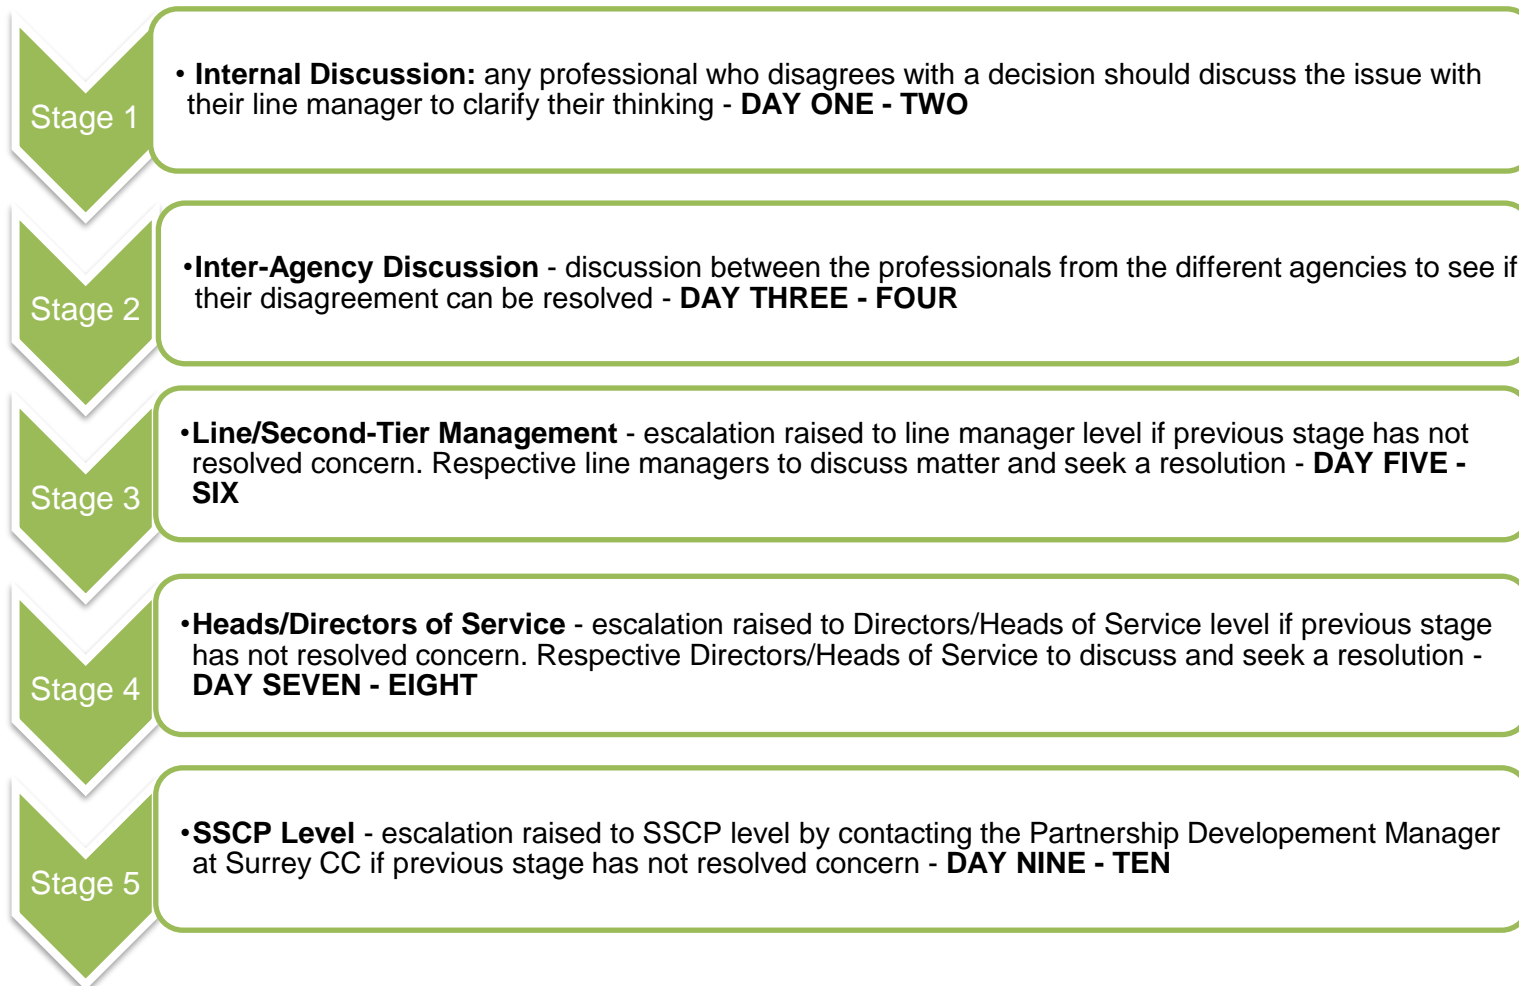 Stage 1
• Internal Discussion: any professional who disagrees with a decision should discuss the issue with
their line manager to clarify their thinking - DAY ONE - TWO
Stage 2
•Inter-Agency Discussion - discussion between the professionals from the different agencies to see if
their disagreement can be resolved - DAY THREE - FOUR
Stage 3
•Line/Second-Tier Management - escalation raised to line manager level if previous stage has not
resolved concern. Respective line managers to discuss matter and seek a resolution - DAY FIVE -
SIX
Stage 4
•Heads/Directors of Service - escalation raised to Directors/Heads of Service level if previous stage
has not resolved concern. Respective Directors/Heads of Service to discuss and seek a resolution -
DAY SEVEN - EIGHT
Stage 5
•SSCP Level - escalation raised to SSCP level by contacting the Partnership Developement Manager
at Surrey CC if previous stage has not resolved concern - DAY NINE - TEN